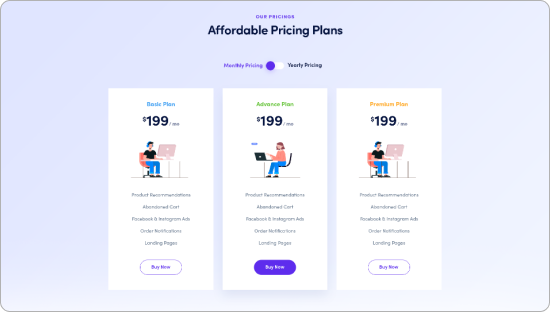 OUR PRICINGS
Affordable Pricing Plans
Monthly Pricing Yearly Pricing
Basic Plan
$199/ mo
Product Recommendations
Abandoned Cart
Facebook & Instagram Ads
Order Notifications
Landing Pages
Buy Now
Advance Plan
$199/ mo
Product Recommendations
Abandoned Cart
Facebook & Instagram Ads
Order Notifications
Landing Pages
Buy Now
Premium Plan
$199/ mo
Product Recommendations
Abandoned Cart
Facebook & Instagram Ads
Order Notifications
Landing Pages
Buy Now